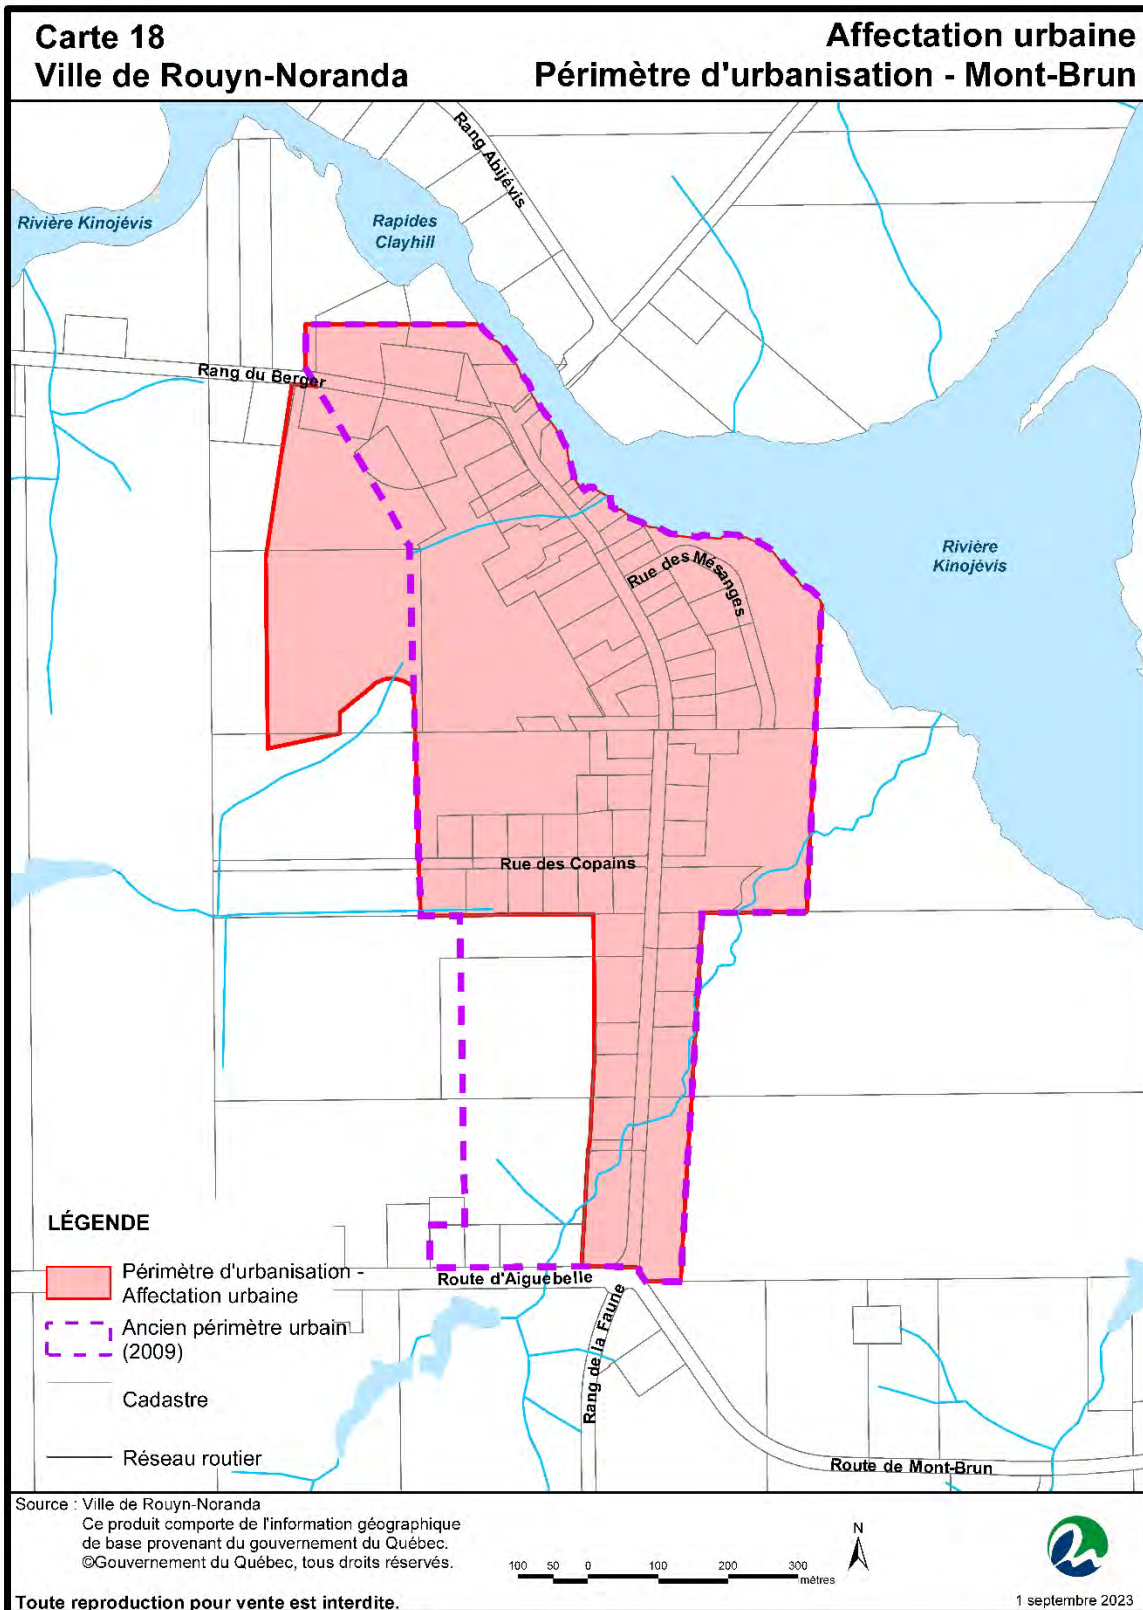 Carte 18
Ville de Rouyn-Noranda
Affectation urbaine
Périmètre d'urbanisation - Mont-Brun
Rang Abijévis
Rivière Kinojévis
Rapides
Clayhill
Rang du Berger
Rivière
Kinojévis
Rue des Mésanges
Rue des Copains
LÉGENDE
Périmètre d'urbanisation -
Affectation urbaine
Ancien périmètre urbain
(2009)
Cadastre
Réseau routier
Route d'Aiguebelle
Rang de la Faune
Route de Mont-Brun
Source : Ville de Rouyn-Noranda
Ce produit comporte de l'information géographique
de base provenant du gouvernement du Québec.
©Gouvernement du Québec, tous droits réservés.
Toute reproduction pour vente est interdite.
100 50 0 100 200 300
mètres
N
1 septembre 2023